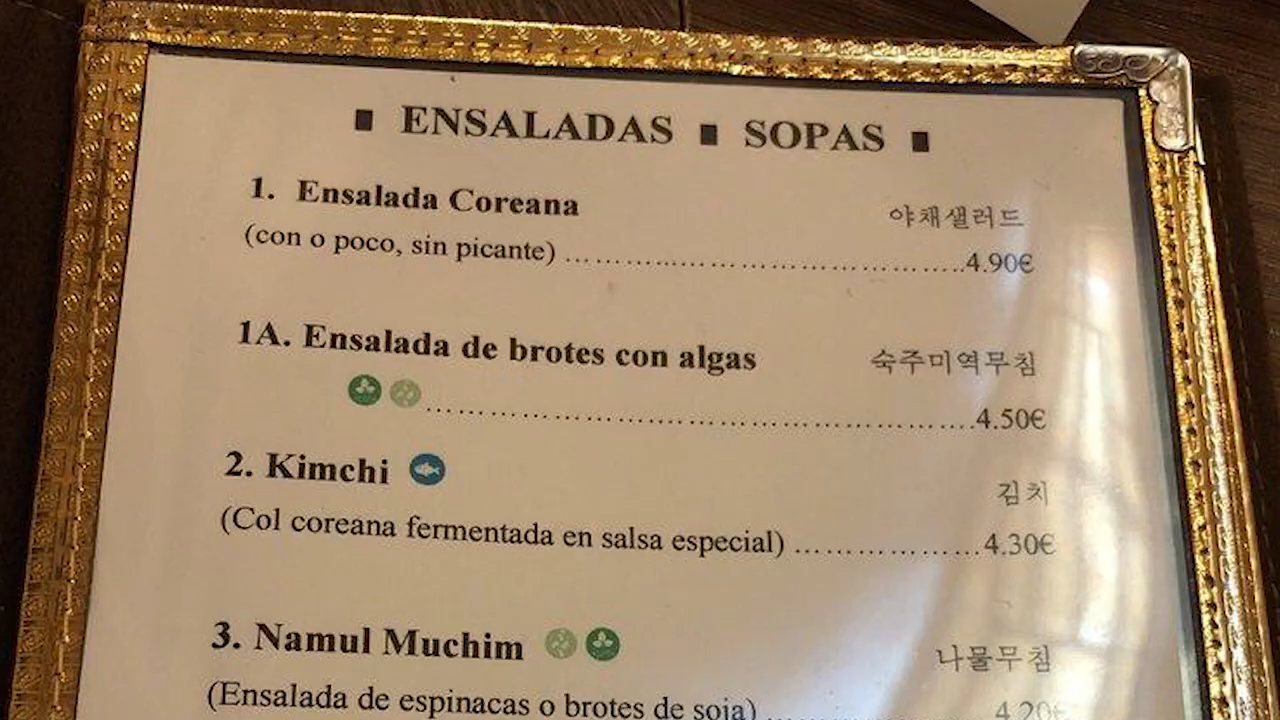 ▪ ENSALADAS ▪ SOPAS ▪
1. Ensalada Coreana 야채샐러드
(con o poco, sin picante) ................................................4.90€
1A. Ensalada de brotes con algas 숙주미역무침
................................................4.50€
2. Kimchi 김치
(Col coreana fermentada en salsa especial) ..................4.30€
3. Namul Muchim 나물무침
(Ensalada de espinacas o brotes de soja) .................. 4.20€